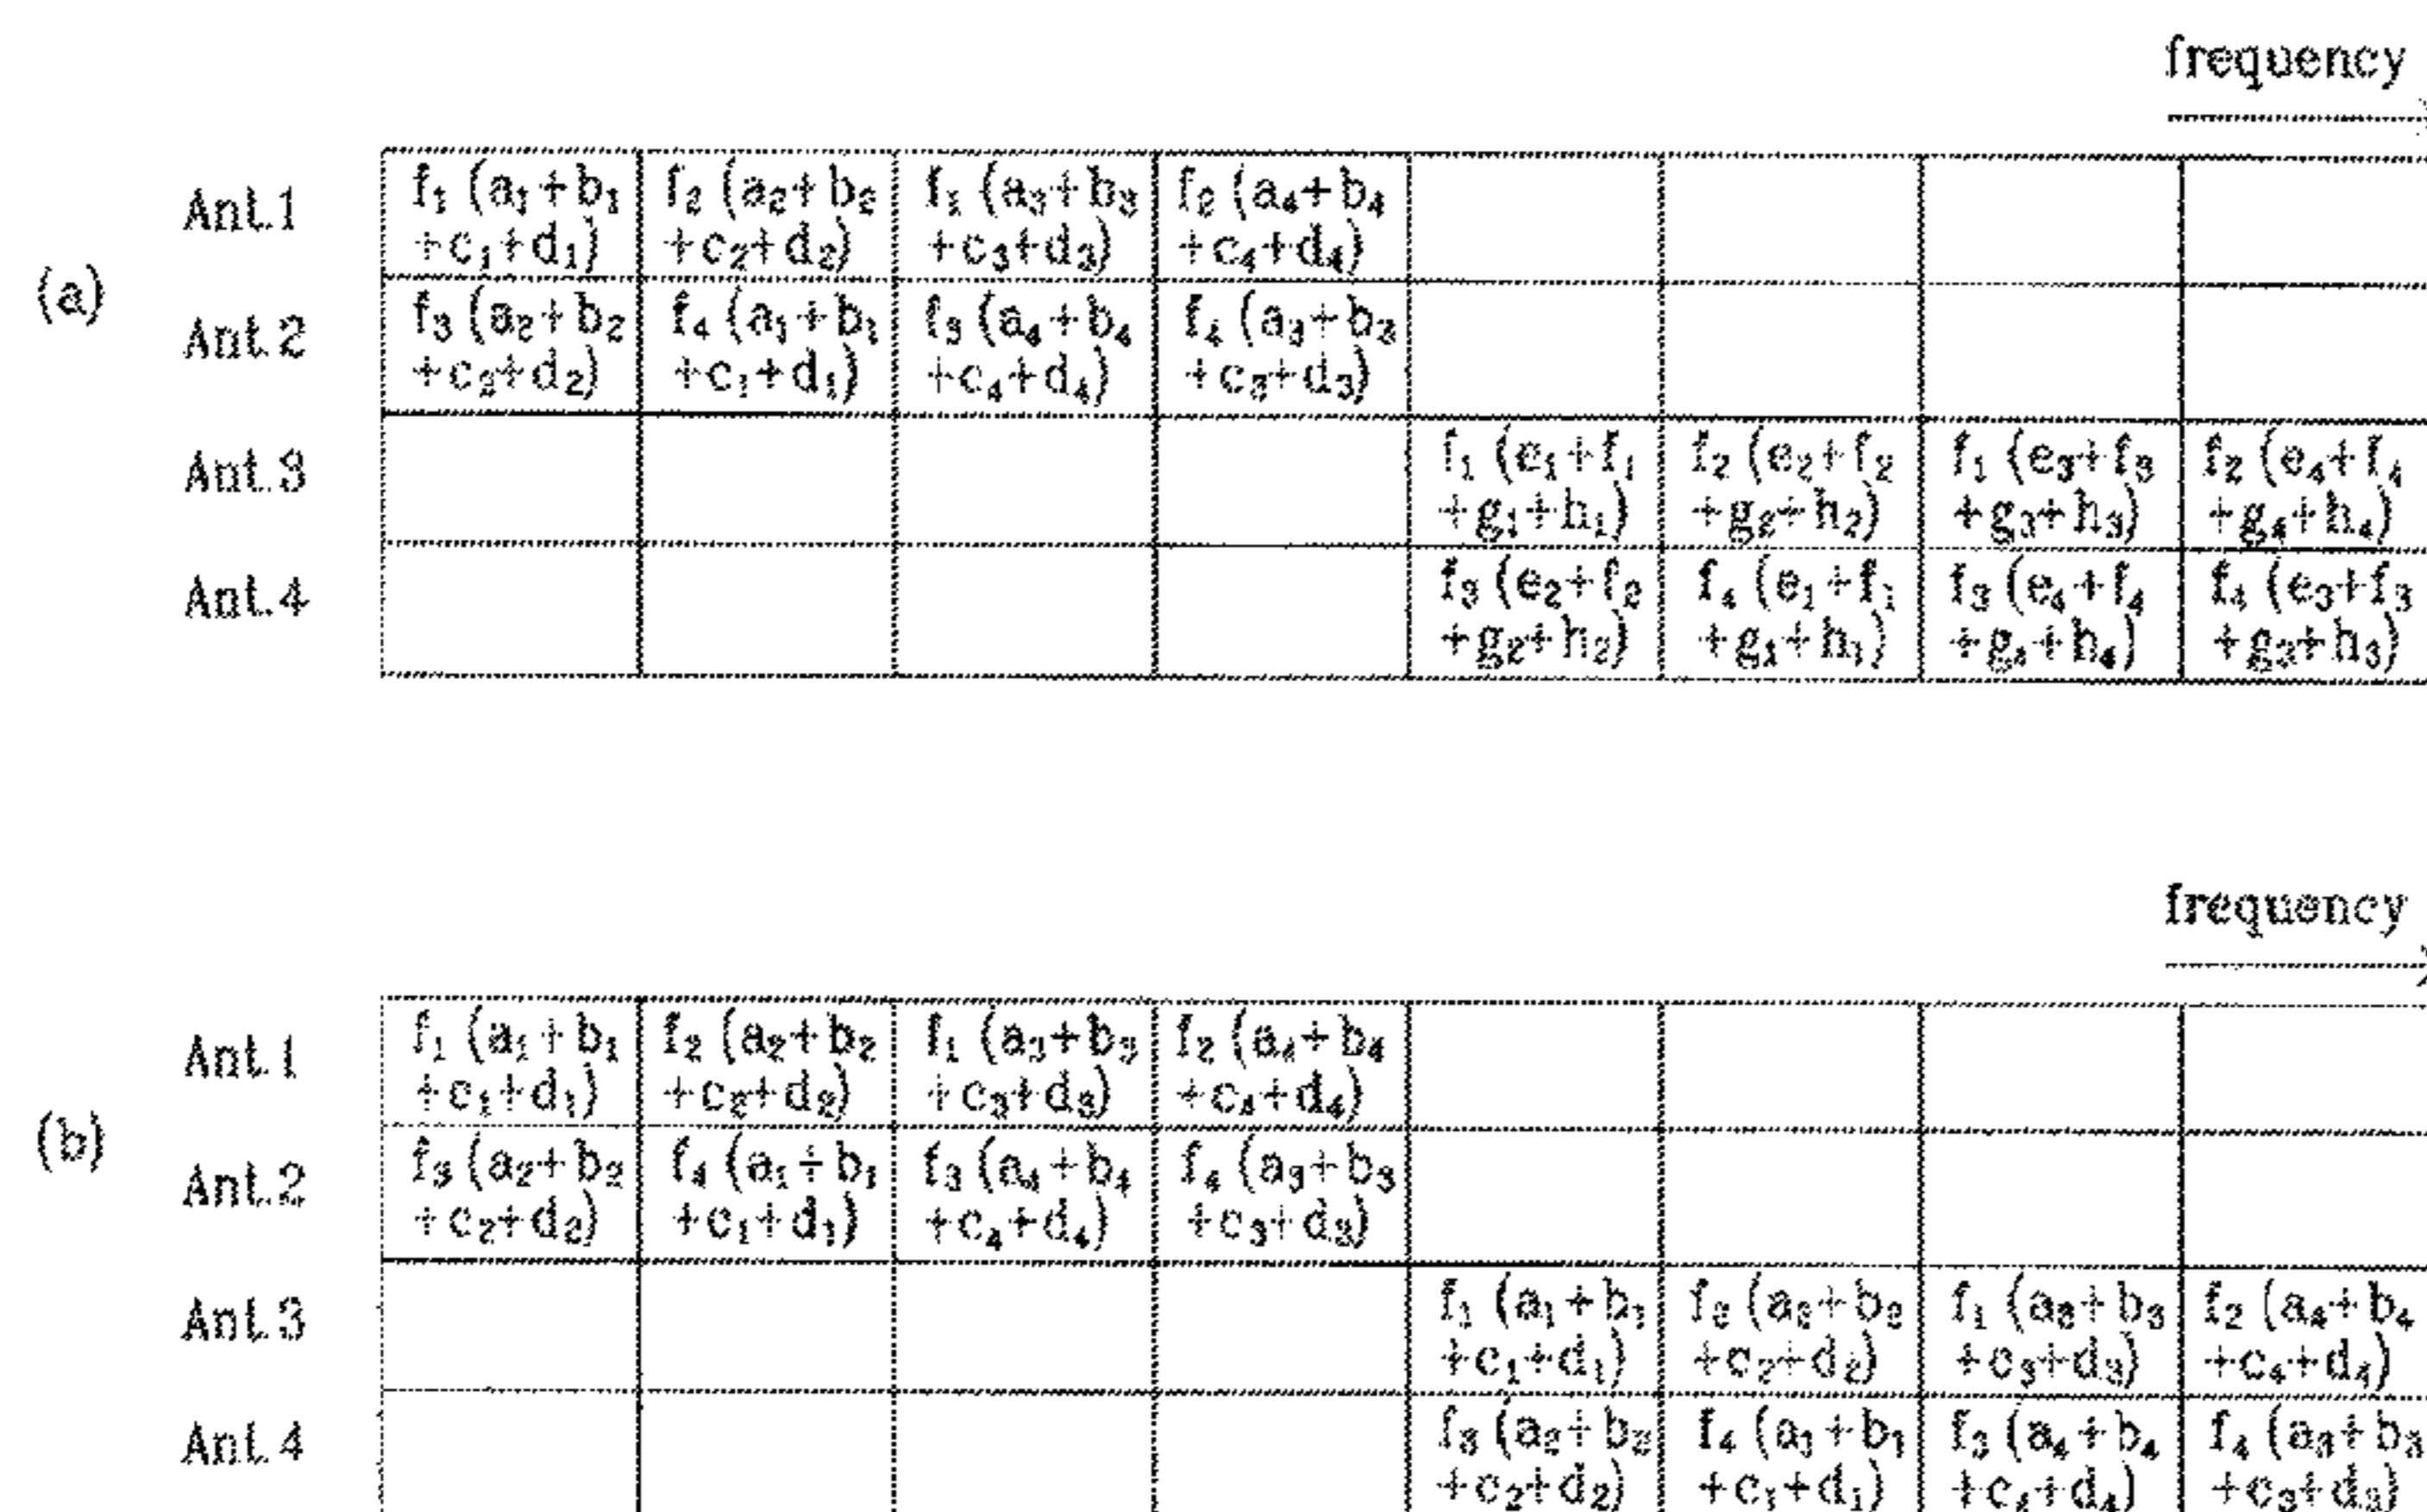 frequency
Ant.1 f₁ (a₁+b₁ f₂ (a₂+b₂ f₁ (a₃+b₃ f₂ (a₄+b₄
+c₁+d₁) +c₂+d₂) +c₃+d₃) +c₄+d₄)
(a)
Ant.2 f₃ (a₂+b₂ f₄ (a₁+b₁ f₃ (a₄+b₄ f₄ (a₃+b₃
+c₂+d₂) +c₁+d₁) +c₄+d₄) +c₃+d₃)
Ant.3 f₁ (e₁+f₁ f₂ (e₂+f₂ f₁ (e₃+f₃ f₂ (e₄+f₄
+g₁+h₁) +g₂+h₂) +g₃+h₃) +g₄+h₄)
Ant.4 f₃ (e₂+f₂ f₄ (e₁+f₁ f₃ (e₄+f₄ f₄ (e₃+f₃
+g₂+h₂) +g₁+h₁) +g₄+h₄) +g₃+h₃)
frequency
Ant.1 f₁ (a₁+b₁ f₂ (a₂+b₂ f₁ (a₃+b₃ f₂ (a₄+b₄
+c₁+d₁) +c₂+d₂) +c₃+d₃) +c₄+d₄)
(b)
Ant.2 f₃ (a₂+b₂ f₄ (a₁+b₁ f₃ (a₄+b₄ f₄ (a₃+b₃
+c₂+d₂) +c₁+d₁) +c₄+d₄) +c₃+d₃)
Ant.3 f₁ (a₁+b₁ f₂ (a₂+b₂ f₁ (a₃+b₃ f₂ (a₄+b₄
+c₁+d₁) +c₂+d₂) +c₃+d₃) +c₄+d₄)
Ant.4 f₃ (a₂+b₂ f₄ (a₁+b₁ f₃ (a₄+b₄ f₄ (a₃+b₃
+c₂+d₂) +c₁+d₁) +c₄+d₄) +c₃+d₃)